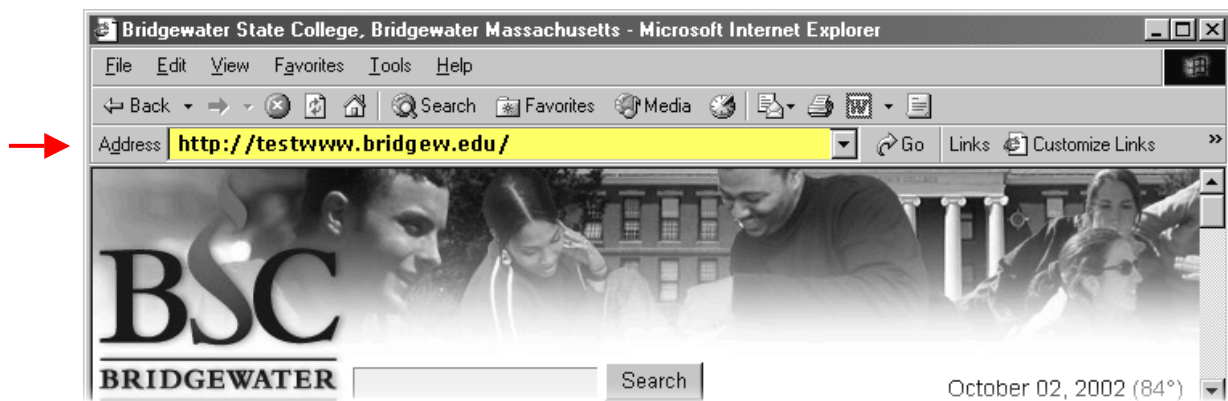 Bridgewater State College, Bridgewater Massachusetts - Microsoft Internet Explorer
File Edit View Favorites Tools Help
Back Search Favorites Media
Address http://testwww.bridgew.edu/ Go Links Customize Links »
BSC
BRIDGEWATER Search October 02, 2002 (84°)